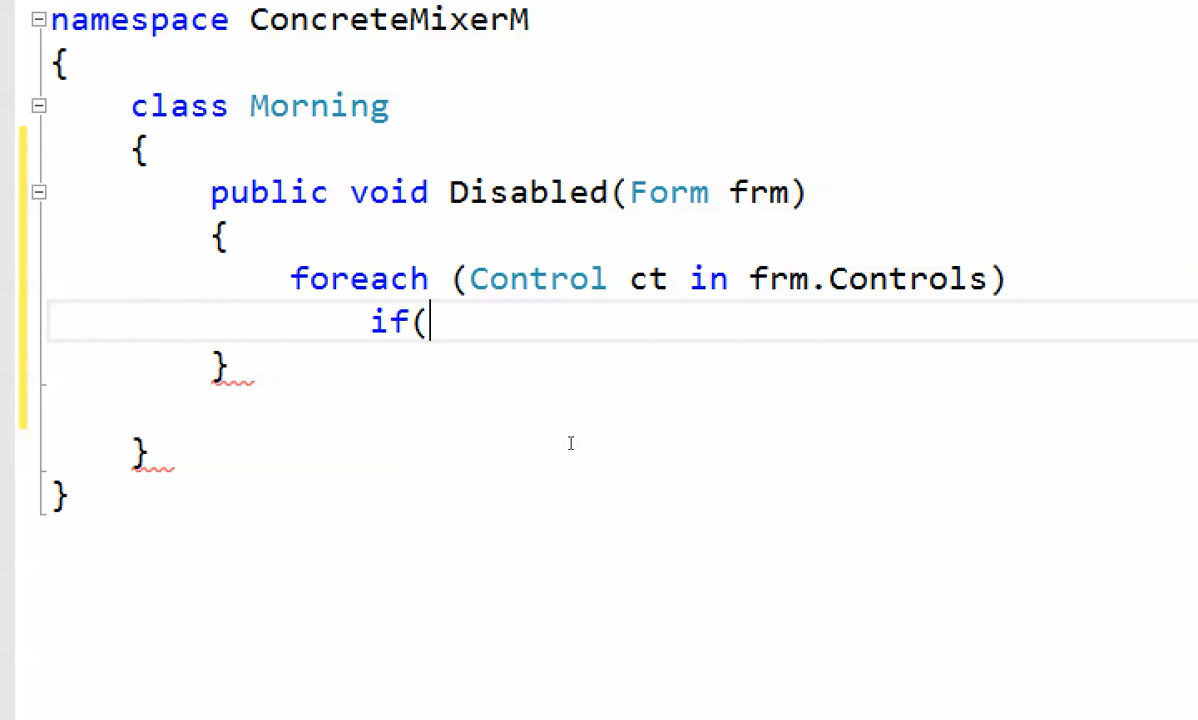 namespace ConcreteMixerM
{
class Morning
{
public void Disabled(Form frm)
{
foreach (Control ct in frm.Controls)
if(
}
}
}